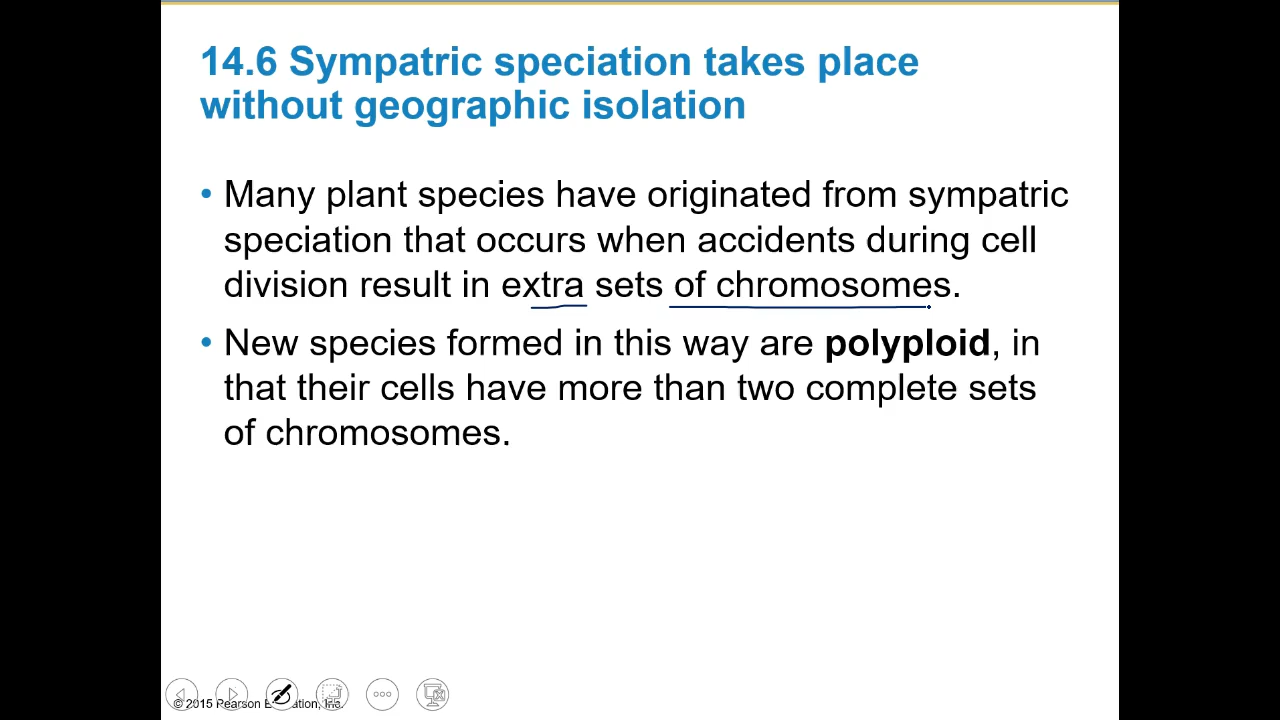 14.6 Sympatric speciation takes place
without geographic isolation
• Many plant species have originated from sympatric
speciation that occurs when accidents during cell
division result in extra sets of chromosomes.
• New species formed in this way are polyploid, in
that their cells have more than two complete sets
of chromosomes.
© 2015 Pearson Inc.